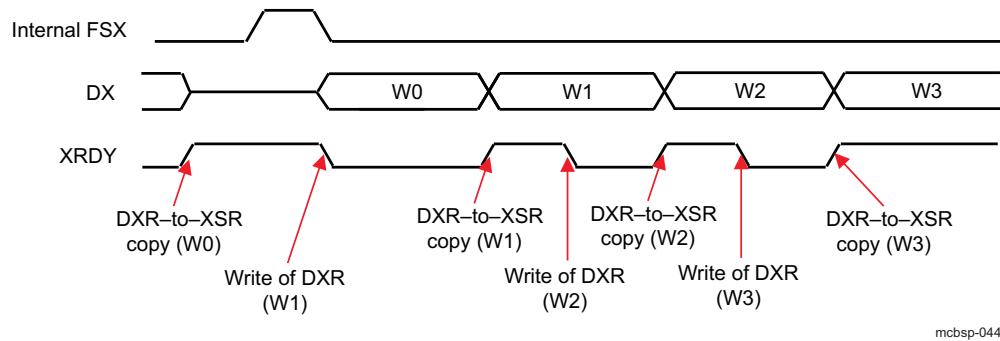 Internal FSX
DX
W0
W1
W2
W3
XRDY
DXR–to–XSR
copy (W0)
Write of DXR
(W1)
DXR–to–XSR
copy (W1)
Write of DXR
(W2)
DXR–to–XSR
copy (W2)
Write of DXR
(W3)
DXR–to–XSR
copy (W3)
mcbsp-044